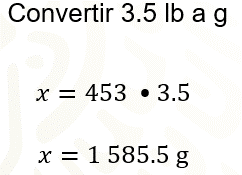 Convertir 3.5 lb a g
x = 453 • 3.5
x = 1 585.5 g